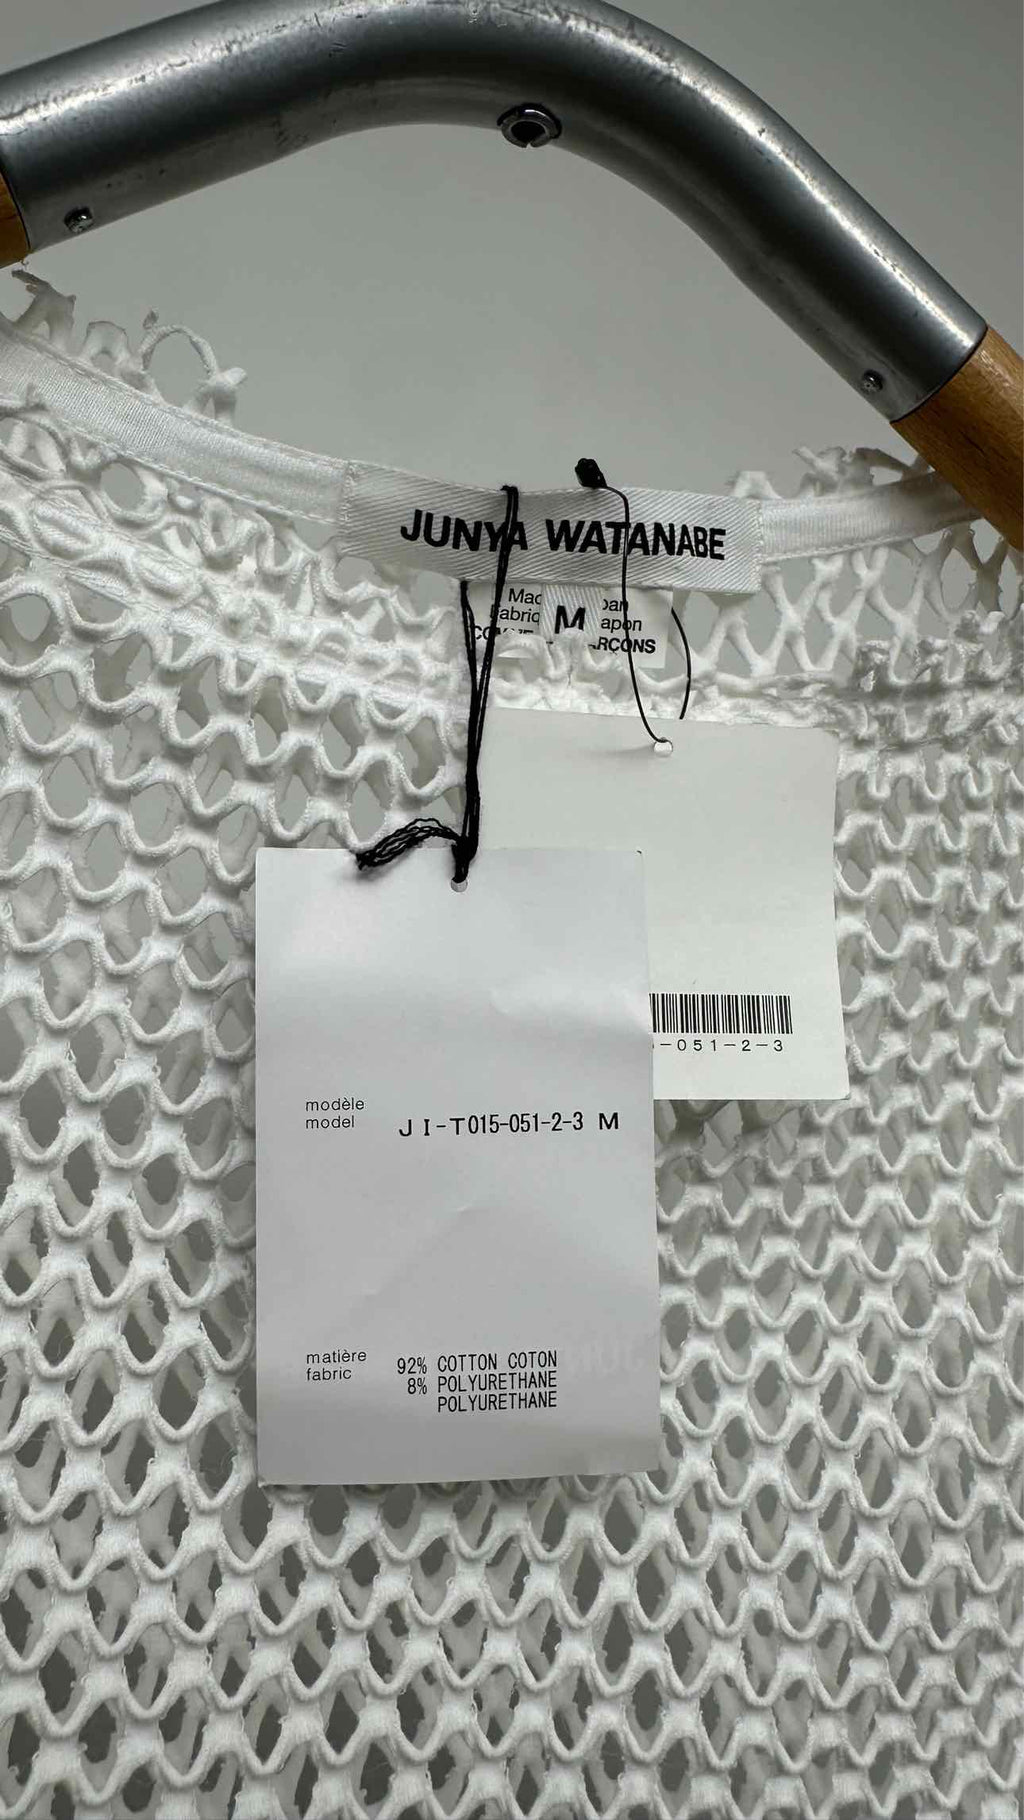 JUNYA WATANABE
M
-051-2-3
modèle
model
JI-T015-051-2-3 M
matière
fabric
92% COTTON COTON
8% POLYURETHANE
POLYURETHANE